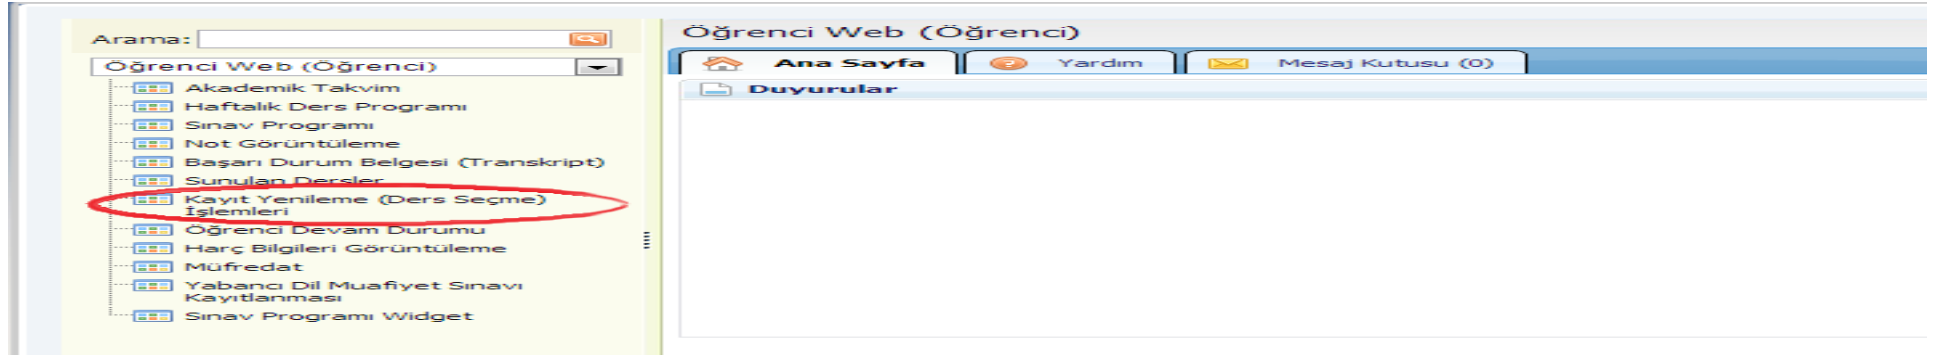 Arama:
Öğrenci Web (Öğrenci)
Akademik Takvim
Haftalık Ders Programı
Sınav Programı
Not Görüntüleme
Başarı Durum Belgesi (Transkript)
Sunulan Dersler
Kayıt Yenileme (Ders Seçme)
İşlemleri
Öğrenci Devam Durumu
Harç Bilgileri Görüntüleme
Müfredat
Yabancı Dil Muafiyet Sınavı
Kayıtlanması
Sınav Programı Widget
Öğrenci Web (Öğrenci)
Ana Sayfa Yardım Mesaj Kutusu (0)
Duyurular